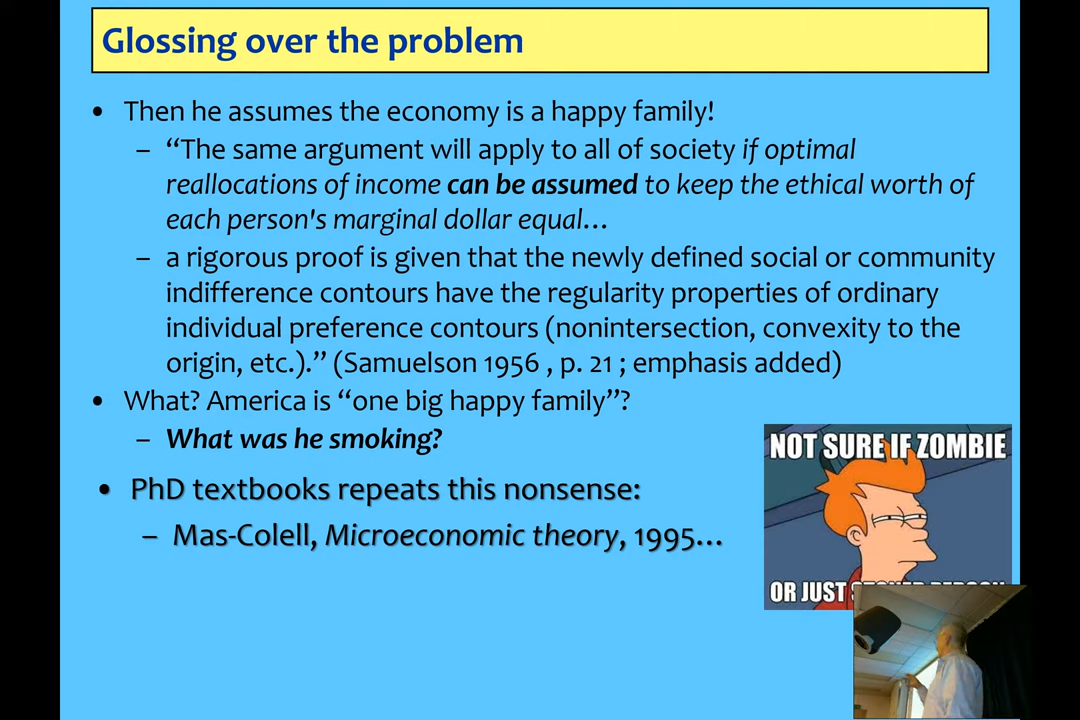 Glossing over the problem
• Then he assumes the economy is a happy family!
– “The same argument will apply to all of society if optimal
reallocations of income can be assumed to keep the ethical worth of
each person's marginal dollar equal…
– a rigorous proof is given that the newly defined social or community
indifference contours have the regularity properties of ordinary
individual preference contours (nonintersection, convexity to the
origin, etc.).” (Samuelson 1956 , p. 21 ; emphasis added)
• What? America is “one big happy family”?
– What was he smoking?
NOT SURE IF ZOMBIE
• PhD textbooks repeats this nonsense:
– Mas-Colell, Microeconomic theory, 1995…
OR JUST